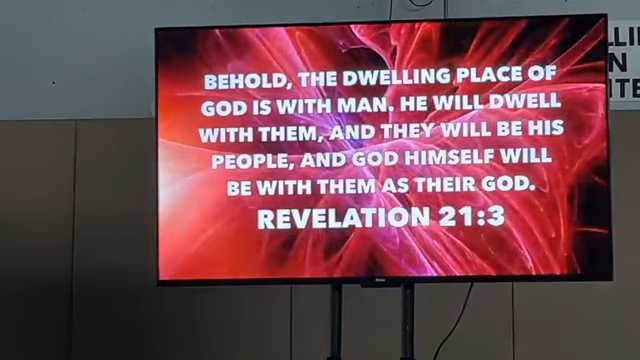 BEHOLD, THE DWELLING PLACE OF
GOD IS WITH MAN. HE WILL DWELL
WITH THEM, AND THEY WILL BE HIS
PEOPLE, AND GOD HIMSELF WILL
BE WITH THEM AS THEIR GOD.
REVELATION 21:3